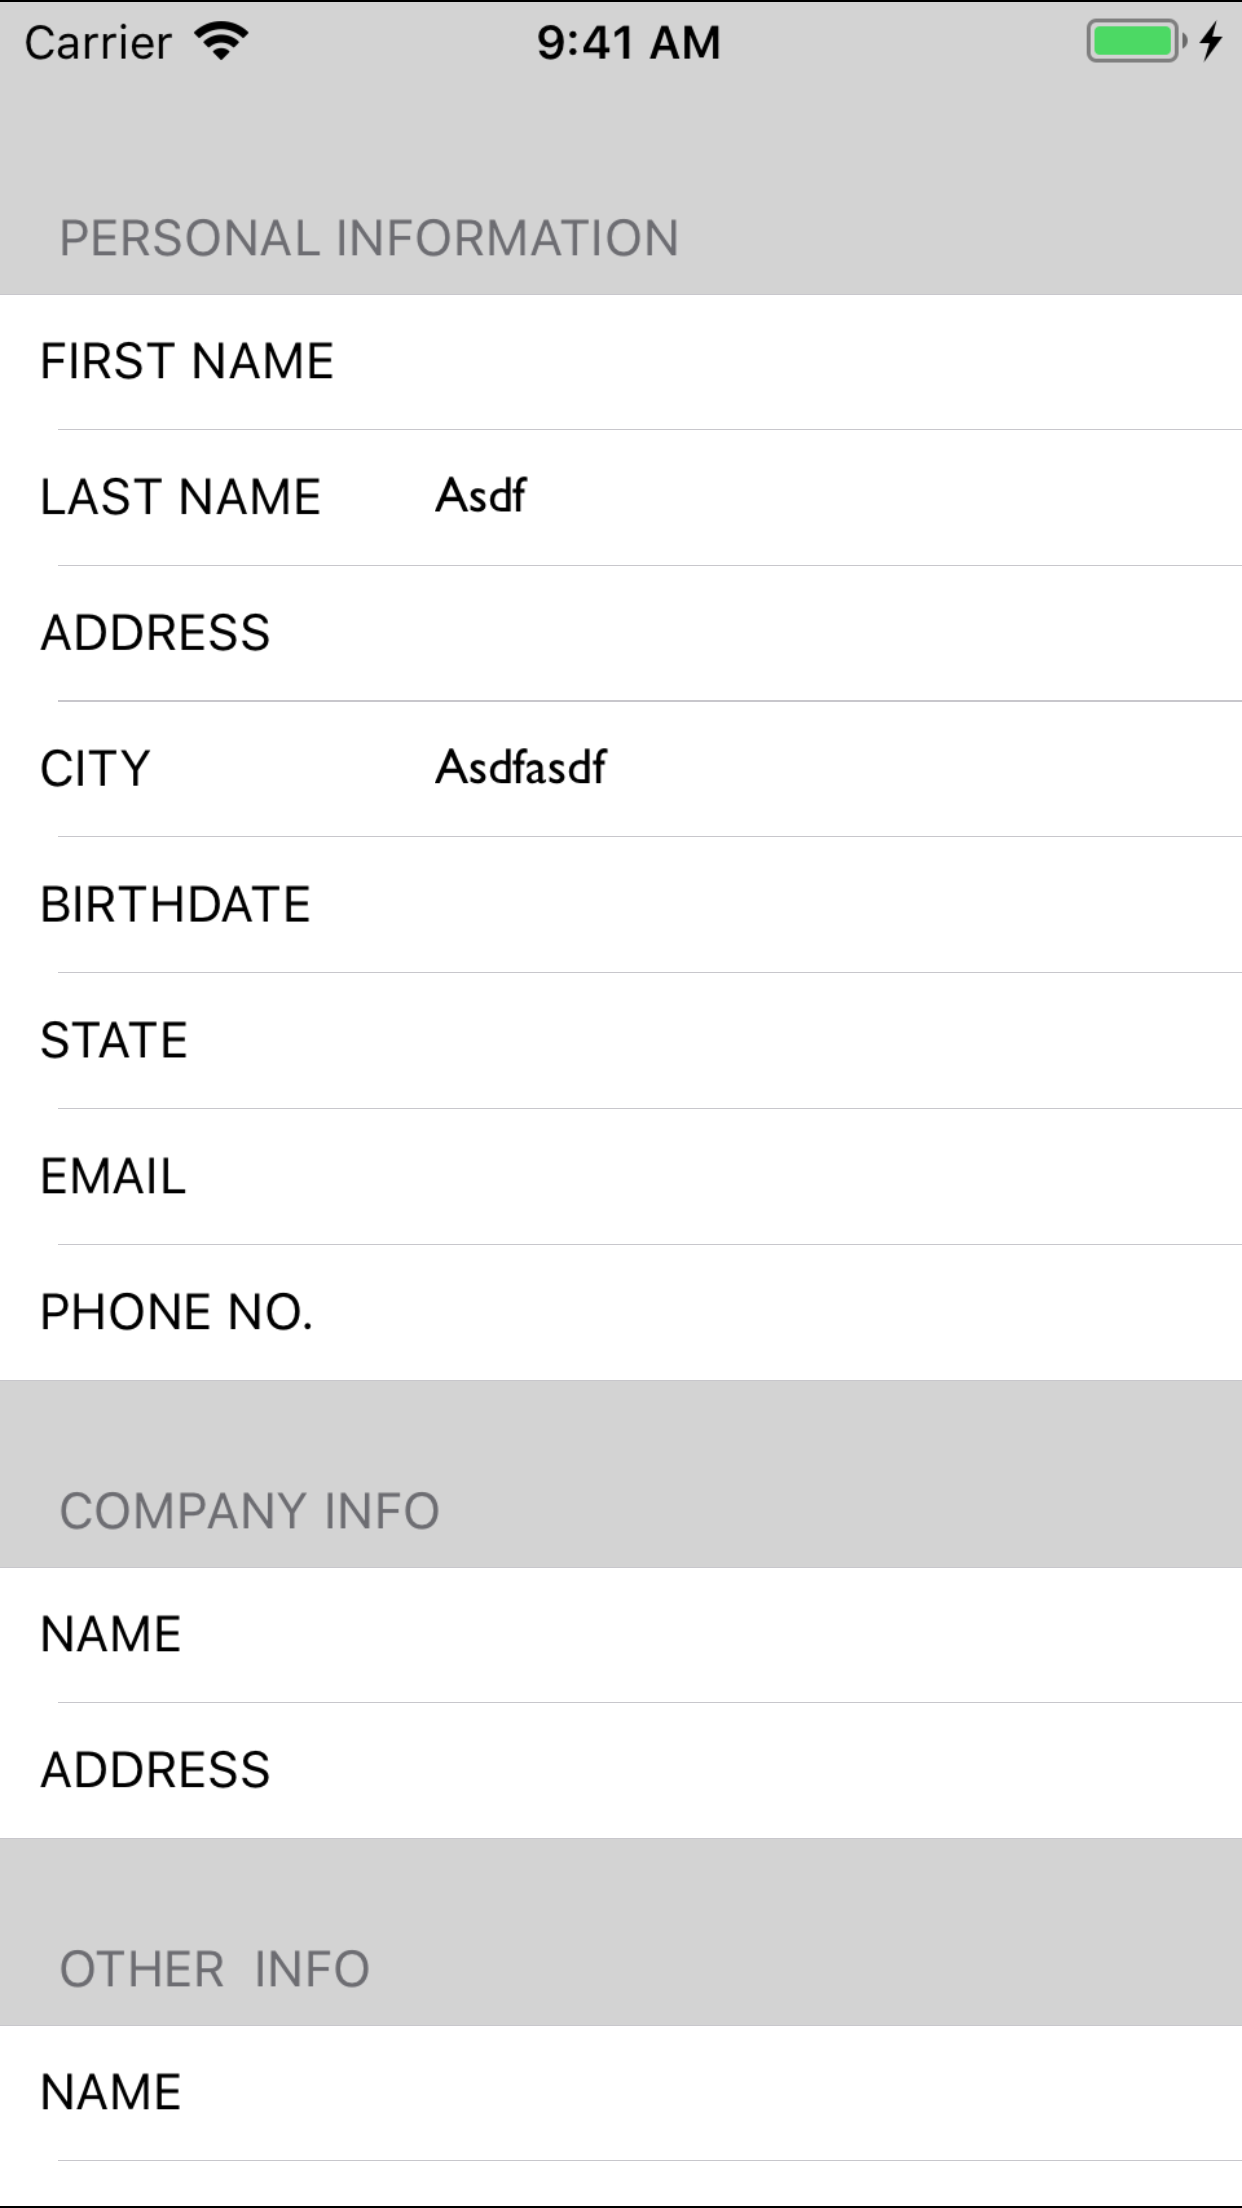 Carrier 9:41 AM
PERSONAL INFORMATION
FIRST NAME
LAST NAME Asdf
ADDRESS
CITY Asdfasdf
BIRTHDATE
STATE
EMAIL
PHONE NO.
COMPANY INFO
NAME
ADDRESS
OTHER INFO
NAME